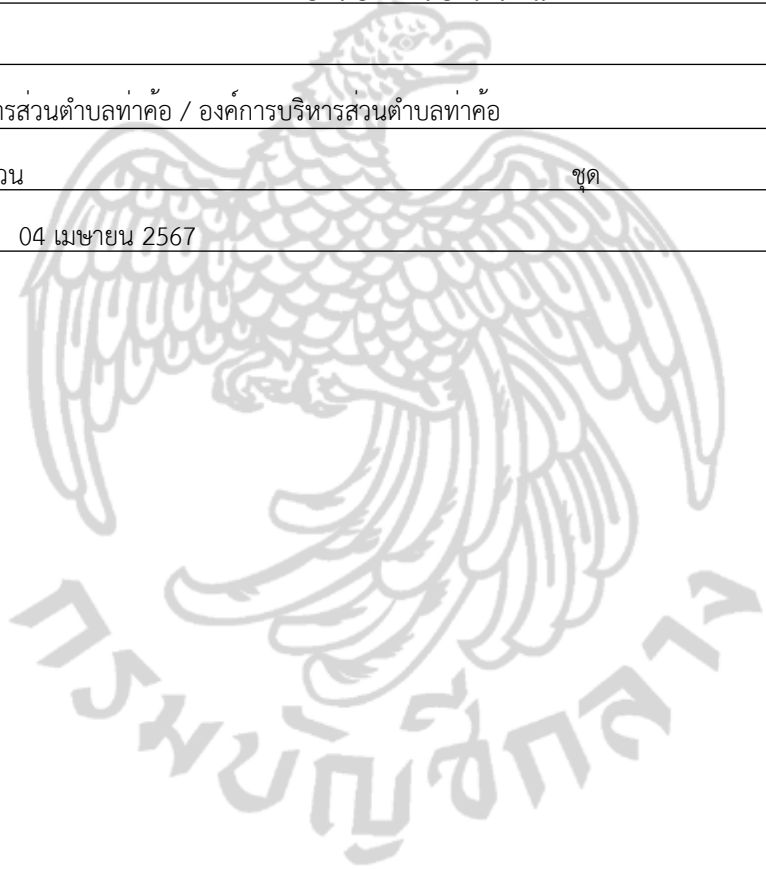 ารส่วนตำบลท่าค้อ / องค์การบริหารส่วนตำบลท่าค้อ
วน ชุด
04 เมษายน 2567
กรมบัญชีกลาง